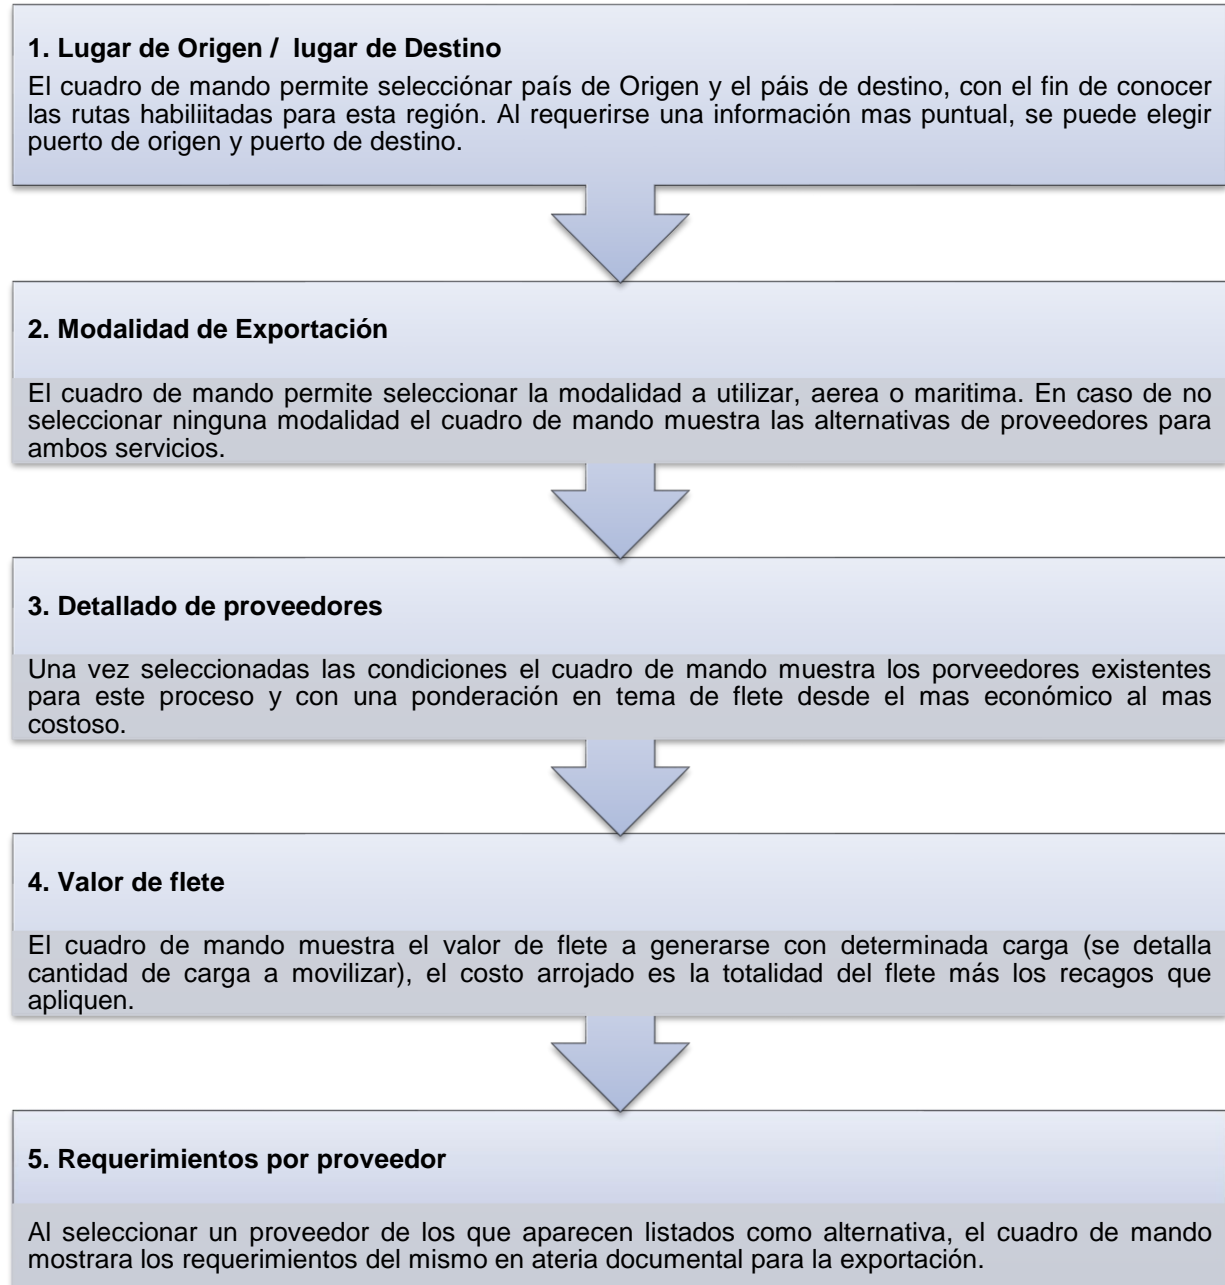 1. Lugar de Origen / lugar de Destino
El cuadro de mando permite selecciónar país de Origen y el páis de destino, con el fin de conocer
las rutas habiliitadas para esta región. Al requerirse una información mas puntual, se puede elegir
puerto de origen y puerto de destino.
2. Modalidad de Exportación
El cuadro de mando permite seleccionar la modalidad a utilizar, aerea o maritima. En caso de no
seleccionar ninguna modalidad el cuadro de mando muestra las alternativas de proveedores para
ambos servicios.
3. Detallado de proveedores
Una vez seleccionadas las condiciones el cuadro de mando muestra los porveedores existentes
para este proceso y con una ponderación en tema de flete desde el mas económico al mas
costoso.
4. Valor de flete
El cuadro de mando muestra el valor de flete a generarse con determinada carga (se detalla
cantidad de carga a movilizar), el costo arrojado es la totalidad del flete más los recagos que
apliquen.
5. Requerimientos por proveedor
Al seleccionar un proveedor de los que aparecen listados como alternativa, el cuadro de mando
mostrara los requerimientos del mismo en ateria documental para la exportación.